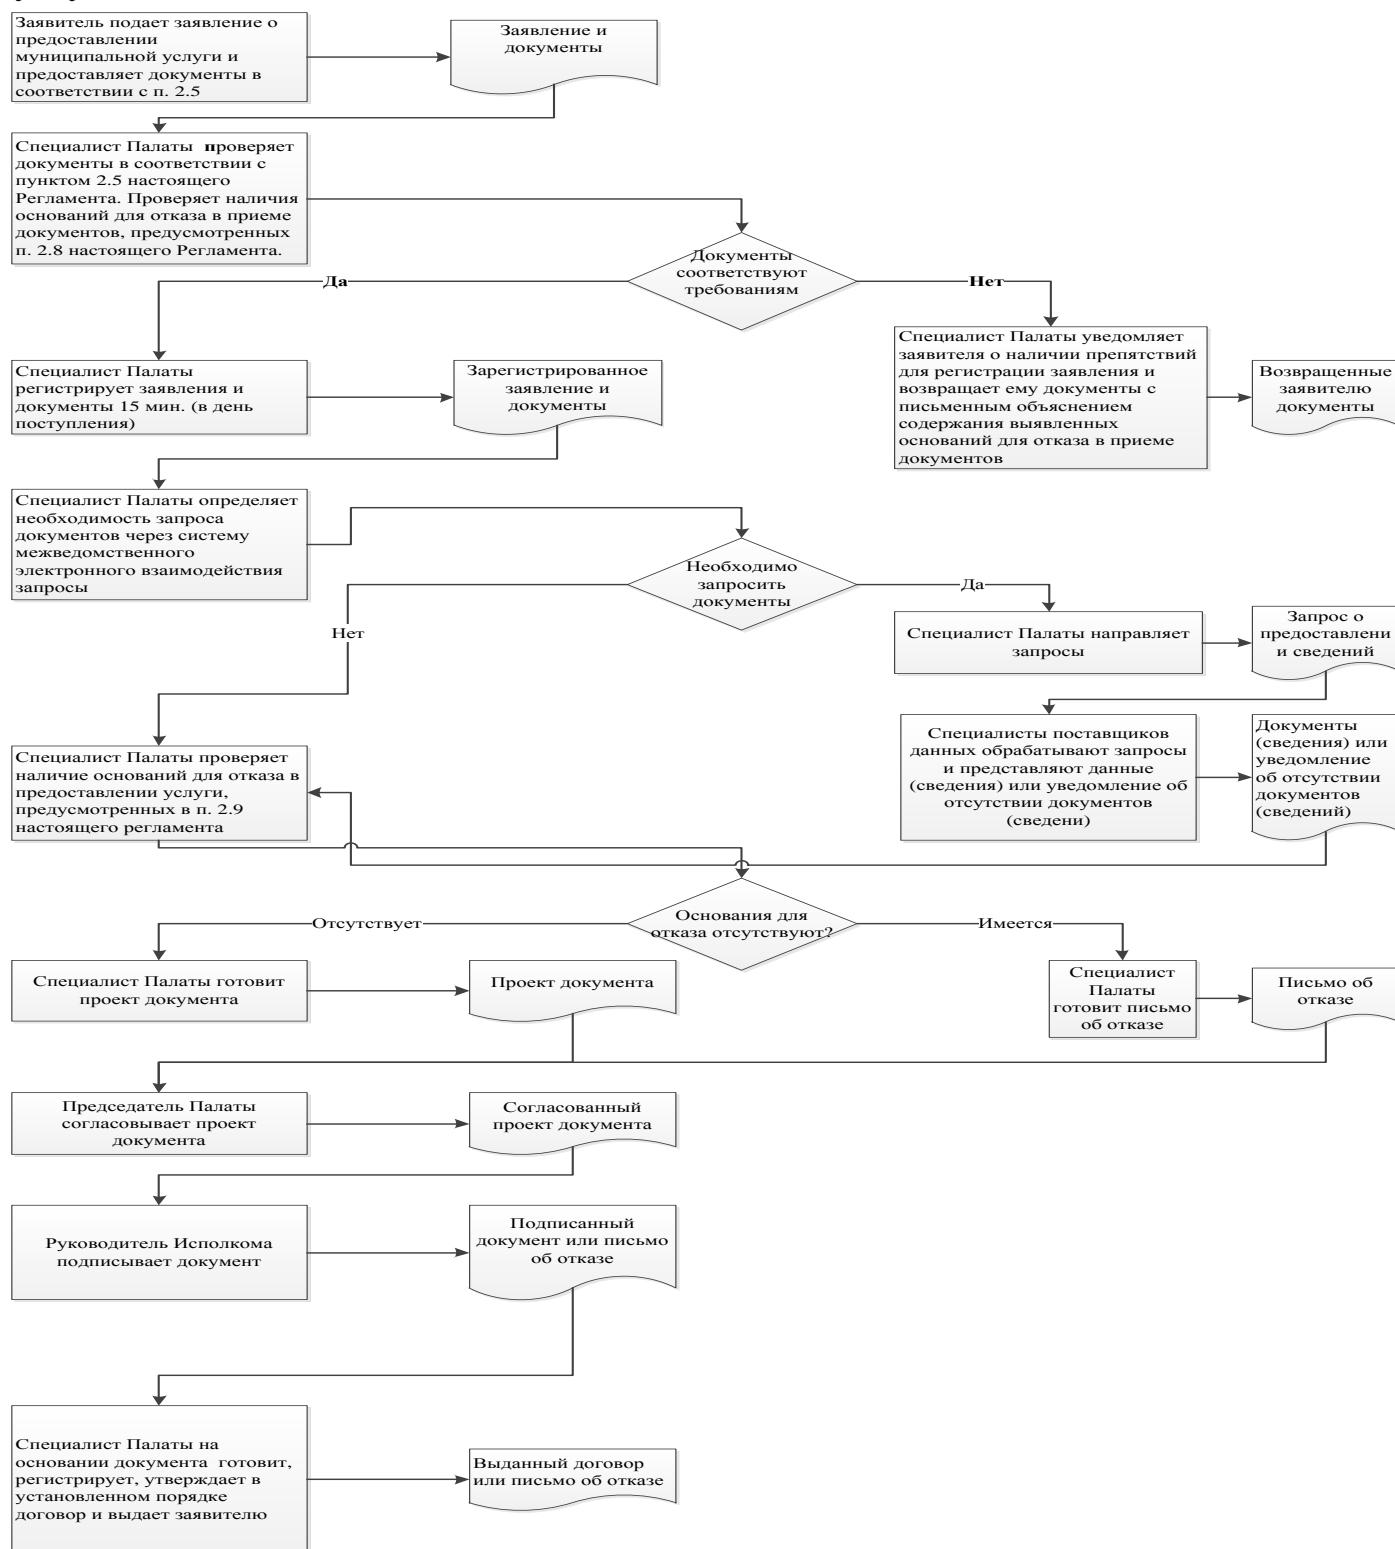 Заявитель подает заявление о
предоставлении
муниципальной услуги и
предоставляет документы в
соответствии с п. 2.5
Заявление и
документы
Специалист Палаты проверяет
документы в соответствии с
пунктом 2.5 настоящего
Регламента. Проверяет наличия
оснований для отказа в приеме
документов, предусмотренных
п. 2.8 настоящего Регламента.
Документы
соответствуют
требованиям
Да
Нет
Специалист Палаты
регистрирует заявления и
документы 15 мин. (в день
поступления)
Зарегистрированное
заявление и
документы
Специалист Палаты уведомляет
заявителя о наличии препятствий
для регистрации заявления и
возвращает ему документы с
письменным объяснением
содержания выявленных
оснований для отказа в приеме
документов
Возвращенные
заявителю
документы
Специалист Палаты определяет
необходимость запроса
документов через систему
межведомственного
электронного взаимодействия
запросы
Необходимо
запросить
документы
Да
Нет
Специалист Палаты направляет
запросы
Запрос о
предоставлени
и сведений
Специалисты поставщиков
данных обрабатывают запросы
и представляют данные
(сведения) или уведомление об
отсутствии документов
(сведени)
Документы
(сведения) или
уведомление
об отсутствии
документов
(сведений)
Специалист Палаты проверяет
наличие оснований для отказа в
предоставлении услуги,
предусмотренных в п. 2.9
настоящего регламента
Основания для
отказа отсутствуют?
Отсутствует
Имеется
Специалист Палаты готовит
проект документа
Проект документа
Специалист
Палаты
готовит письмо
об отказе
Письмо об
отказе
Председатель Палаты
согласовывает проект
документа
Согласованный
проект документа
Руководитель Исполкома
подписывает документ
Подписанный
документ или письмо
об отказе
Специалист Палаты на
основании документа готовит,
регистрирует, утверждает в
установленном порядке
договор и выдает заявителю
Выданный договор
или письмо об отказе